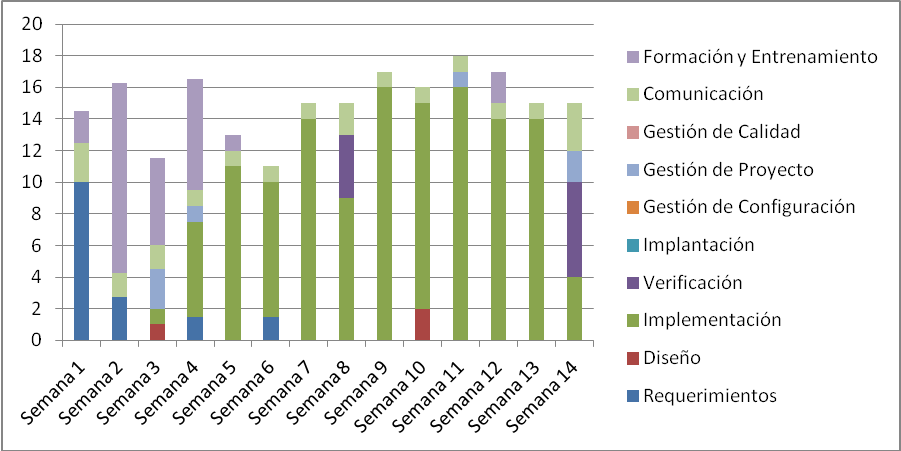 20
18
16
14
12
10
8
6
4
2
0
Semana 1
Semana 2
Semana 3
Semana 4
Semana 5
Semana 6
Semana 7
Semana 8
Semana 9
Semana 10
Semana 11
Semana 12
Semana 13
Semana 14
Formación y Entrenamiento
Comunicación
Gestión de Calidad
Gestión de Proyecto
Gestión de Configuración
Implantación
Verificación
Implementación
Diseño
Requerimientos